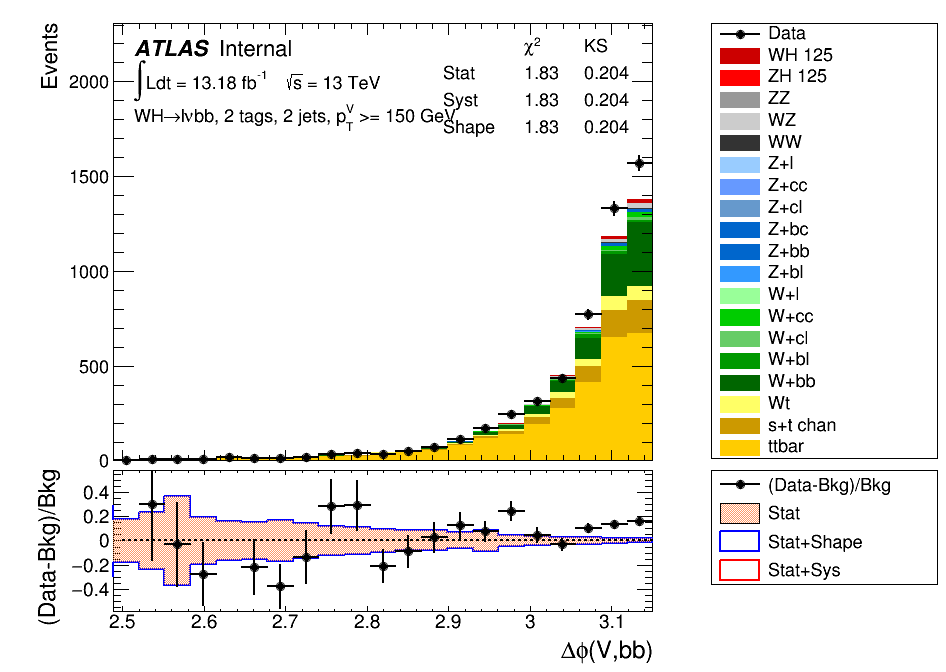 Events
2000
1500
1000
500
0
ATLAS Internal
∫Ldt = 13.18 fb⁻¹ √s = 13 TeV
WH→lνbb, 2 tags, 2 jets, p_T^V >= 150 GeV
χ² KS
Stat 1.83 0.204
Syst 1.83 0.204
Shape 1.83 0.204
Data
WH 125
ZH 125
ZZ
WZ
WW
Z+l
Z+cc
Z+cl
Z+bc
Z+bb
Z+bl
W+l
W+cc
W+cl
W+bl
W+bb
Wt
s+t chan
ttbar
(Data-Bkg)/Bkg
0.4
0.2
0
−0.2
−0.4
2.5 2.6 2.7 2.8 2.9 3 3.1
Δϕ(V,bb)
(Data-Bkg)/Bkg
Stat
Stat+Shape
Stat+Sys